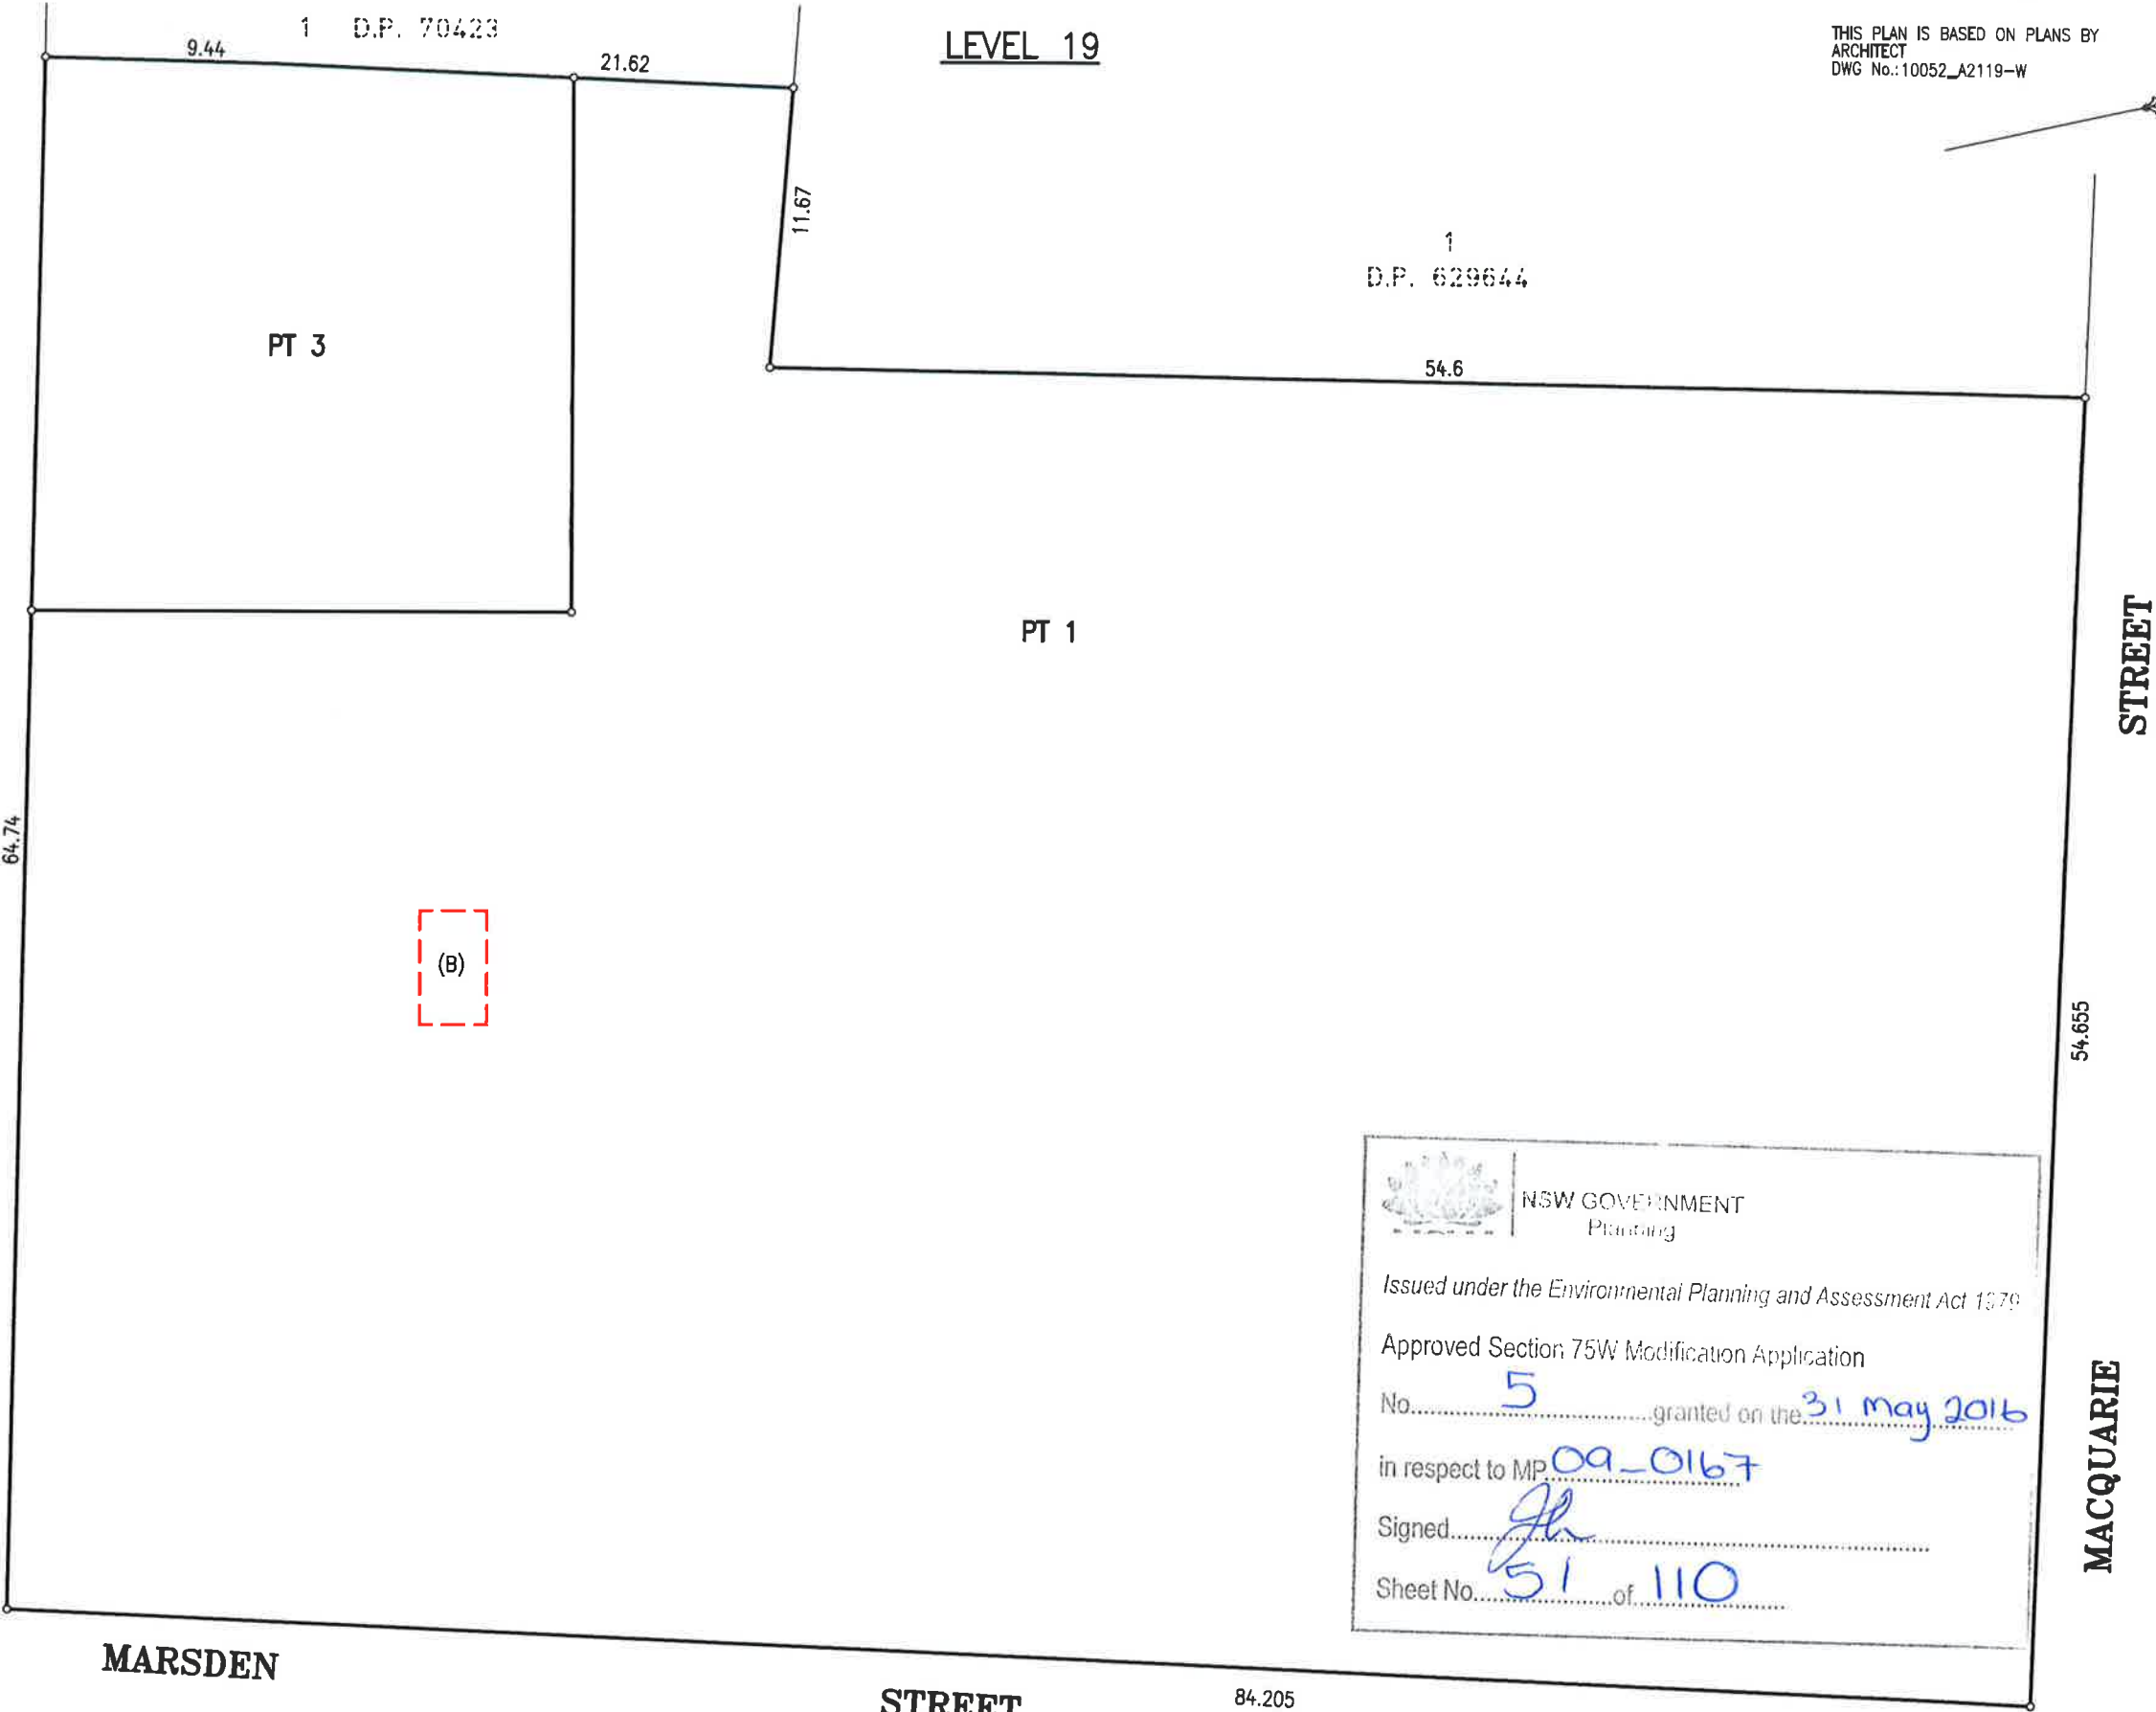 1 D.P. 70423
9.44
21.62
LEVEL 19
THIS PLAN IS BASED ON PLANS BY
ARCHITECT
DWG No.:10052_A2119-W
11.67
1
D.P. 629644
PT 3
54.6
PT 1
STREET
64.74
(B)
54.655
NSW GOVERNMENT
Planning
Issued under the Environmental Planning and Assessment Act 1979
Approved Section 75W Modification Application
No. 5 granted on the 31 May 2016
in respect to MP 09_0167
Signed
Sheet No. 51 of 110
MACQUARIE
MARSDEN
STREET
84.205